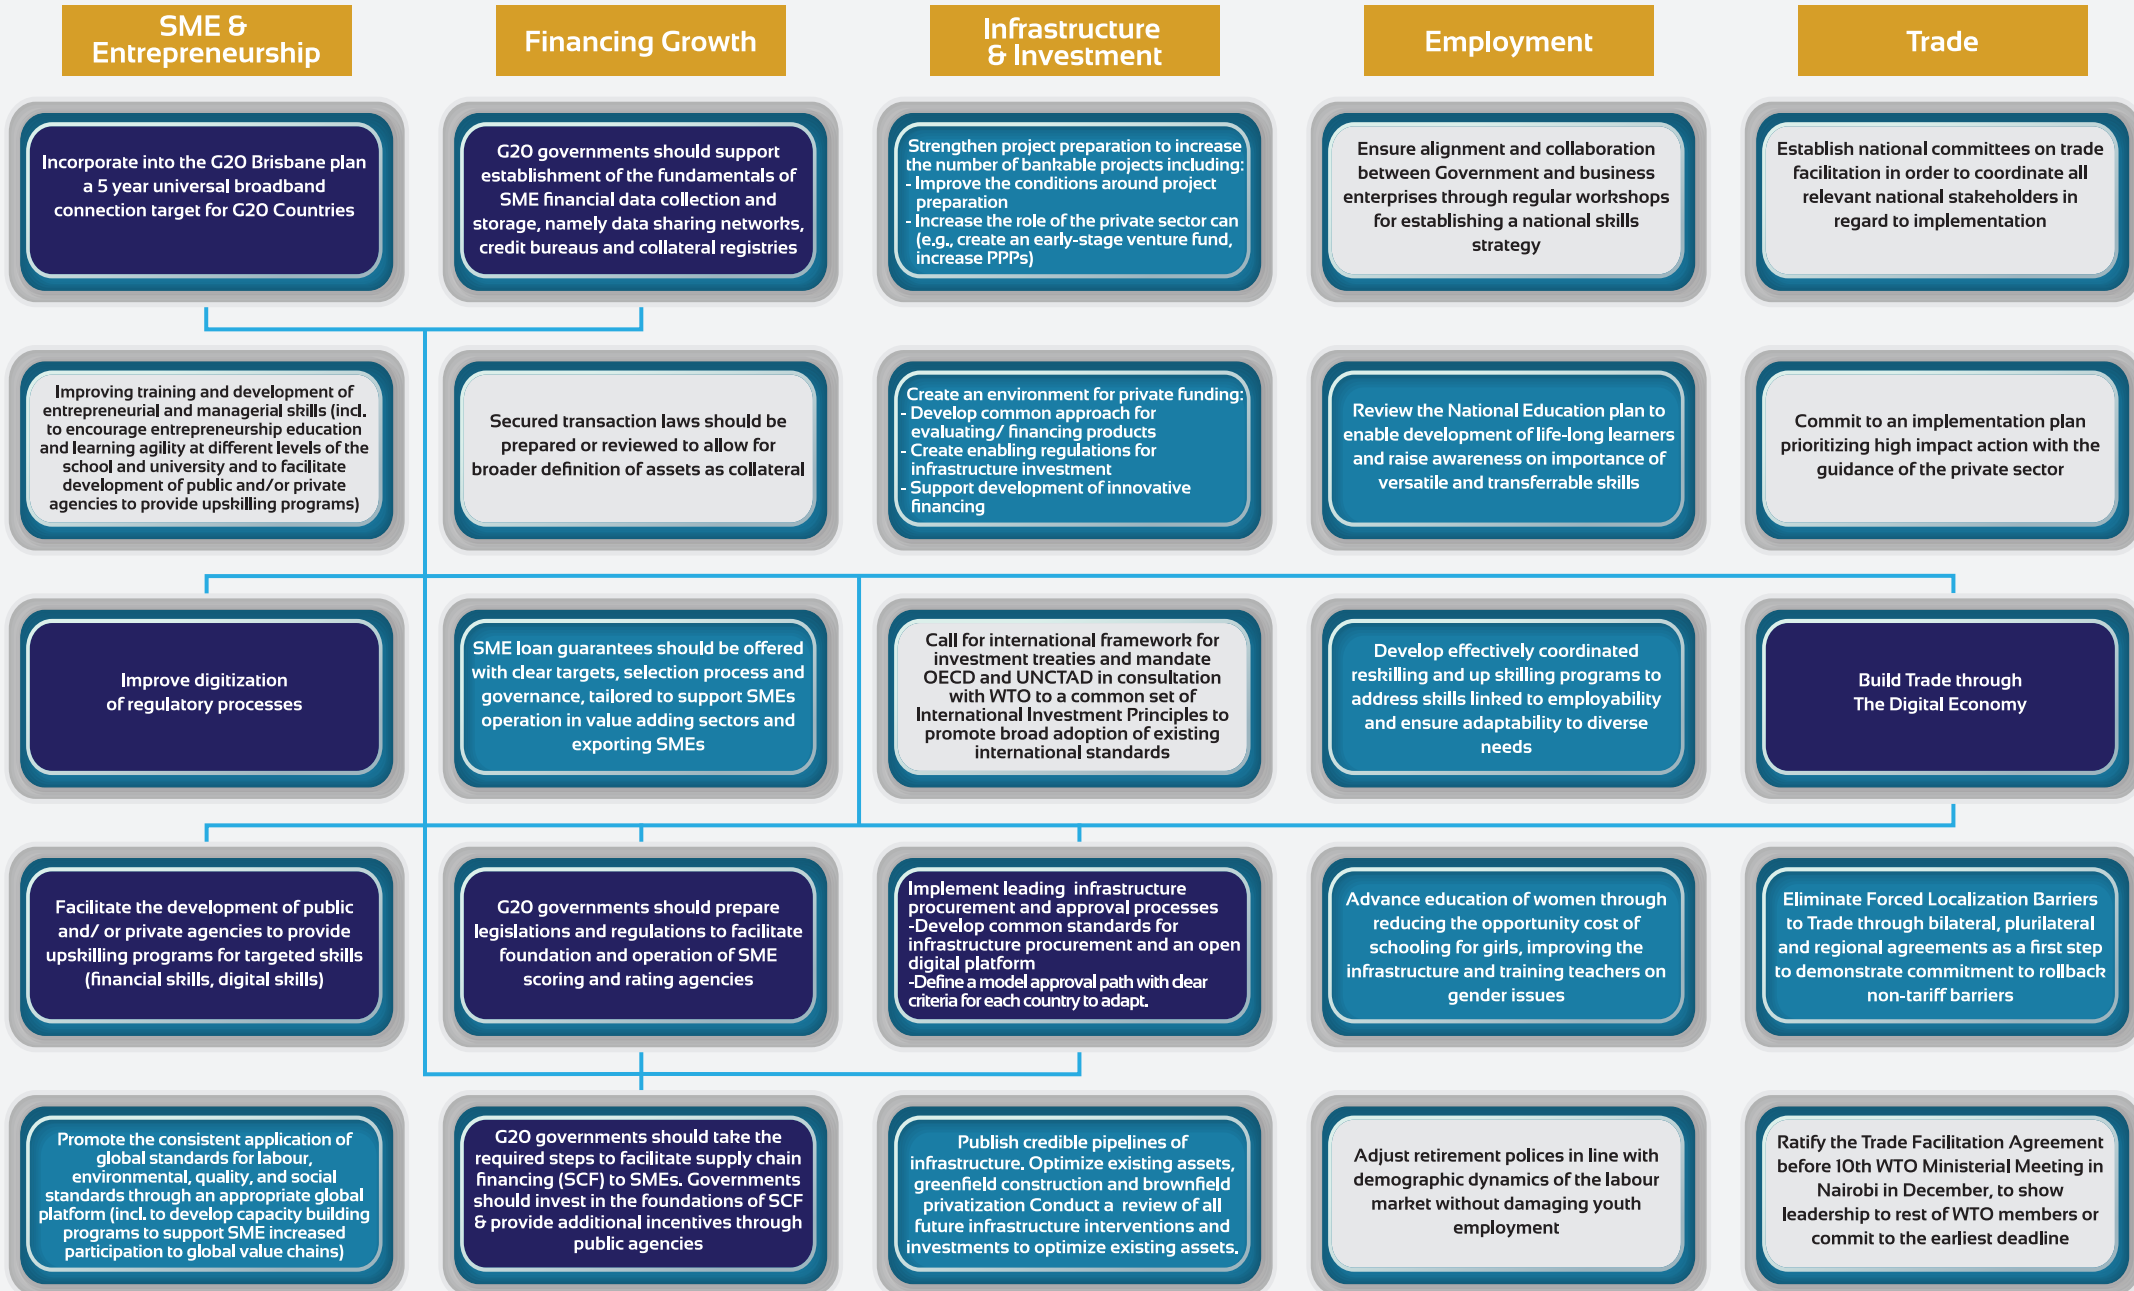 SME &
Entrepreneurship
Financing Growth
Infrastructure
& Investment
Employment
Trade
Incorporate into the G20 Brisbane plan
a 5 year universal broadband
connection target for G20 Countries
G20 governments should support
establishment of the fundamentals of
SME financial data collection and
storage, namely data sharing networks,
credit bureaus and collateral registries
Strengthen project preparation to increase
the number of bankable projects including:
- Improve the conditions around project
preparation
- Increase the role of the private sector can
(e.g., create an early-stage venture fund,
increase PPPs)
Ensure alignment and collaboration
between Government and business
enterprises through regular workshops
for establishing a national skills
strategy
Establish national committees on trade
facilitation in order to coordinate all
relevant national stakeholders in
regard to implementation
Improving training and development of
entrepreneurial and managerial skills (incl.
to encourage entrepreneurship education
and learning agility at different levels of the
school and university and to facilitate
development of public and/or private
agencies to provide upskilling programs)
Secured transaction laws should be
prepared or reviewed to allow for
broader definition of assets as collateral
Create an environment for private funding:
- Develop common approach for
evaluating/ financing products
- Create enabling regulations for
infrastructure investment
- Support development of innovative
financing
Review the National Education plan to
enable development of life-long learners
and raise awareness on importance of
versatile and transferrable skills
Commit to an implementation plan
prioritizing high impact action with the
guidance of the private sector
Improve digitization
of regulatory processes
SME loan guarantees should be offered
with clear targets, selection process and
governance, tailored to support SMEs
operation in value adding sectors and
exporting SMEs
Call for international framework for
investment treaties and mandate
OECD and UNCTAD in consultation
with WTO to a common set of
International Investment Principles to
promote broad adoption of existing
international standards
Develop effectively coordinated
reskilling and up skilling programs to
address skills linked to employability
and ensure adaptability to diverse
needs
Build Trade through
The Digital Economy
Facilitate the development of public
and/ or private agencies to provide
upskilling programs for targeted skills
(financial skills, digital skills)
G20 governments should prepare
legislations and regulations to facilitate
foundation and operation of SME
scoring and rating agencies
Implement leading infrastructure
procurement and approval processes
-Develop common standards for
infrastructure procurement and an open
digital platform
-Define a model approval path with clear
criteria for each country to adapt.
Advance education of women through
reducing the opportunity cost of
schooling for girls, improving the
infrastructure and training teachers on
gender issues
Eliminate Forced Localization Barriers
to Trade through bilateral, plurilateral
and regional agreements as a first step
to demonstrate commitment to rollback
non-tariff barriers
Promote the consistent application of
global standards for labour,
environmental, quality, and social
standards through an appropriate global
platform (incl. to develop capacity building
programs to support SME increased
participation to global value chains)
G20 governments should take the
required steps to facilitate supply chain
financing (SCF) to SMEs. Governments
should invest in the foundations of SCF
& provide additional incentives through
public agencies
Publish credible pipelines of
infrastructure. Optimize existing assets,
greenfield construction and brownfield
privatization Conduct a review of all
future infrastructure interventions and
investments to optimize existing assets.
Adjust retirement polices in line with
demographic dynamics of the labour
market without damaging youth
employment
Ratify the Trade Facilitation Agreement
before 10th WTO Ministerial Meeting in
Nairobi in December, to show
leadership to rest of WTO members or
commit to the earliest deadline